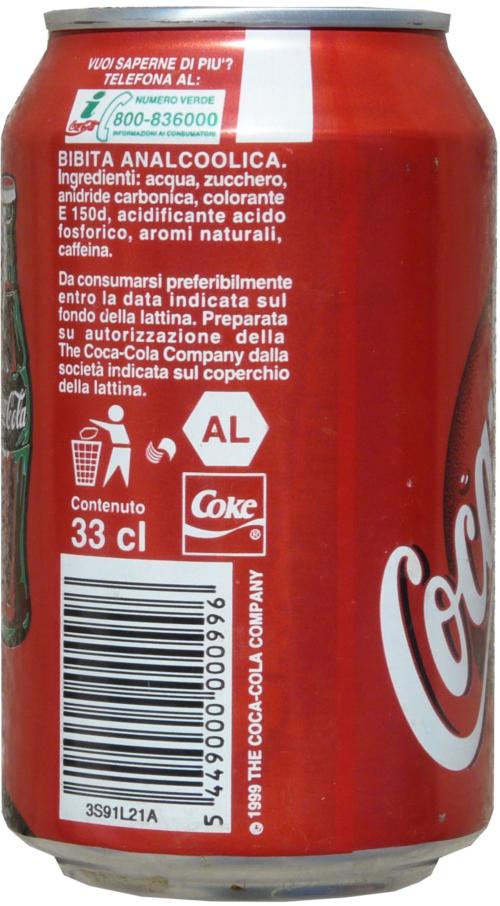 VUOI SAPERNE DI PIU'?
TELEFONA AL:
i
NUMERO VERDE
800-836000
INFORMAZIONI AI CONSUMATORI
BIBITA ANALCOOLICA.
Ingredienti: acqua, zucchero,
anidride carbonica, colorante
E 150d, acidificante acido
fosforico, aromi naturali,
caffeina.
Da consumarsi preferibilmente
entro la data indicata sul
fondo della lattina. Preparata
su autorizzazione della
The Coca-Cola Company dalla
società indicata sul coperchio
della lattina.
AL
Contenuto
33 cl
Coke
®
5 449000 000996
3S91L21A
© 1999 THE COCA-COLA COMPANY
Cola
Coca